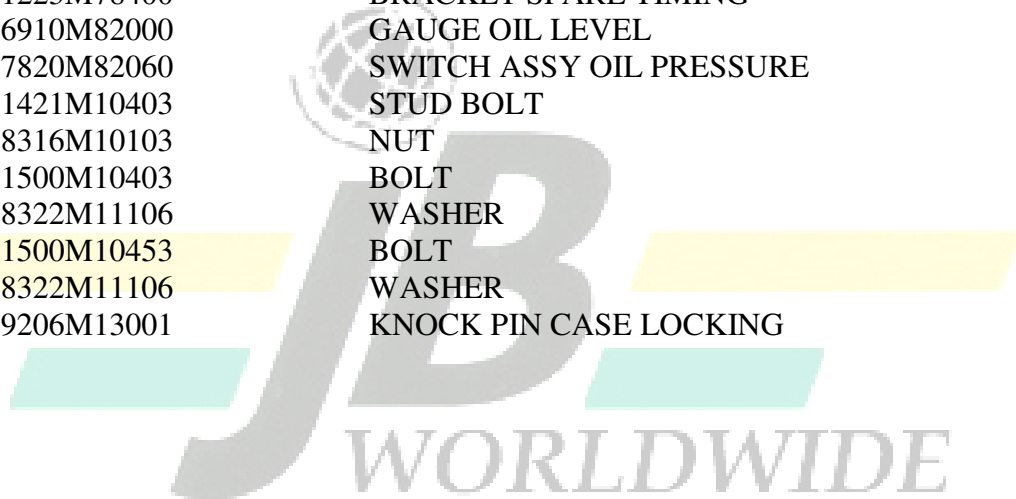 6910M82000 GAUGE OIL LEVEL
7820M82060 SWITCH ASSY OIL PRESSURE
1421M10403 STUD BOLT
8316M10103 NUT
1500M10403 BOLT
8322M11106 WASHER
1500M10453 BOLT
8322M11106 WASHER
9206M13001 KNOCK PIN CASE LOCKING
JB
WORLDWIDE